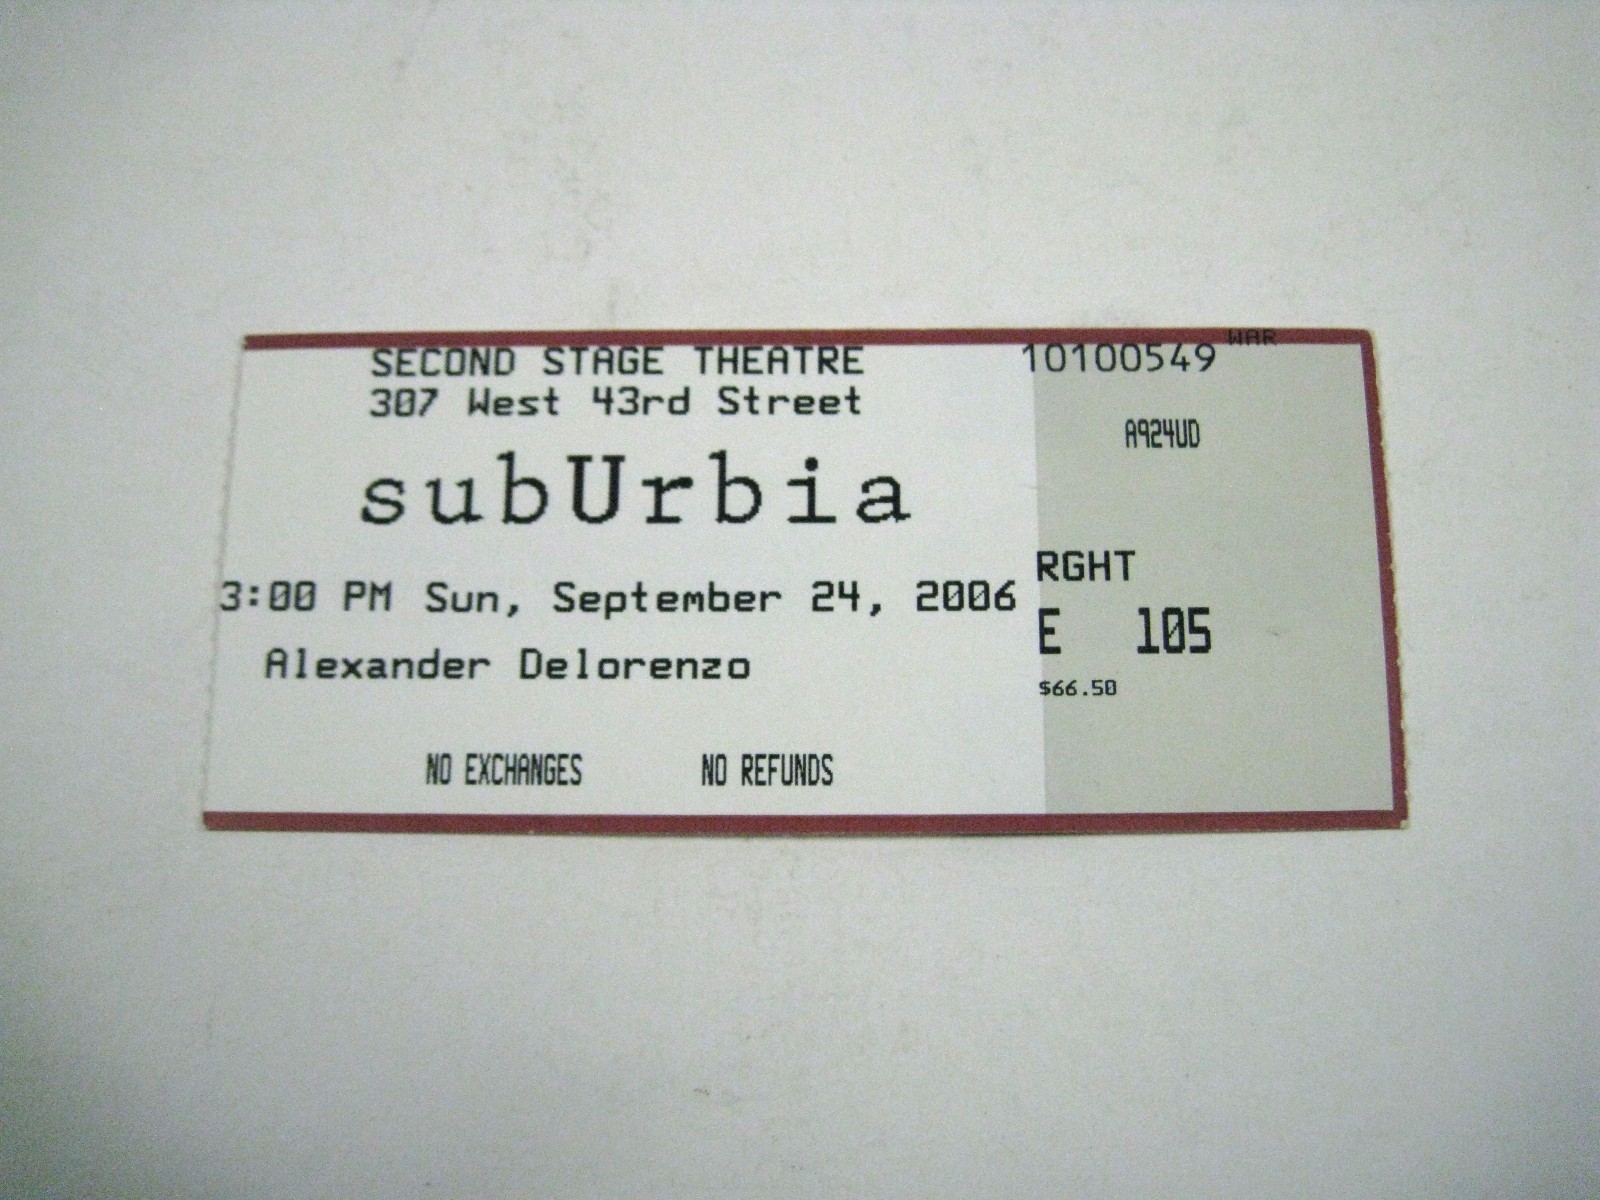 SECOND STAGE THEATRE
307 West 43rd Street
subUrbia
3:00 PM Sun, September 24, 2006
Alexander Delorenzo
NO EXCHANGES NO REFUNDS
WAR
10100549
A924UD
RGHT
E 105
$66.50